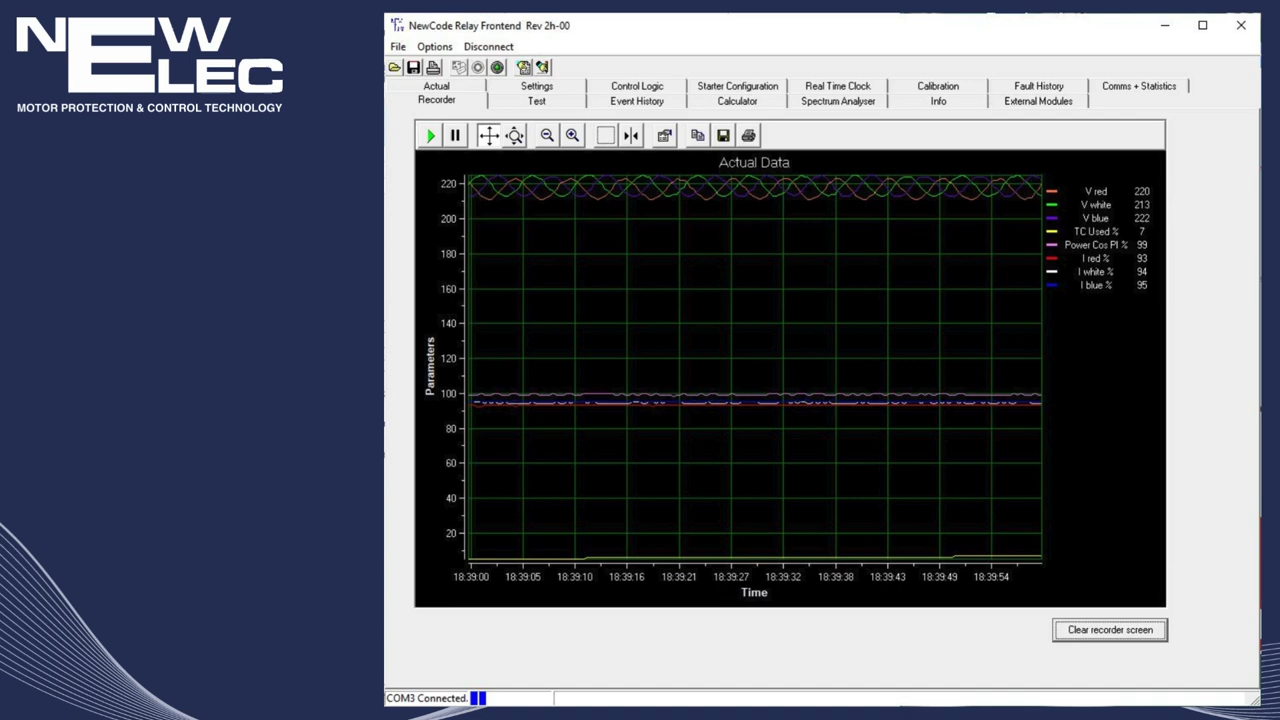 NEW
ELEC
MOTOR PROTECTION & CONTROL TECHNOLOGY
NewCode Relay Frontend Rev 2h-00
File Options Disconnect
Actual Settings Control Logic Starter Configuration Real Time Clock Calibration Fault History Comms + Statistics
Recorder Test Event History Calculator Spectrum Analyser Info External Modules
Actual Data
220
200
180
160
140
120
100
80
60
40
20
Parameters
V red 220
V white 213
V blue 222
TC Used % 7
Power Cos PI % 99
I red % 93
I white % 94
I blue % 95
18:39:00 18:39:05 18:39:10 18:39:16 18:39:21 18:39:27 18:39:32 18:39:38 18:39:43 18:39:49 18:39:54
Time
Clear recorder screen
COM3 Connected.